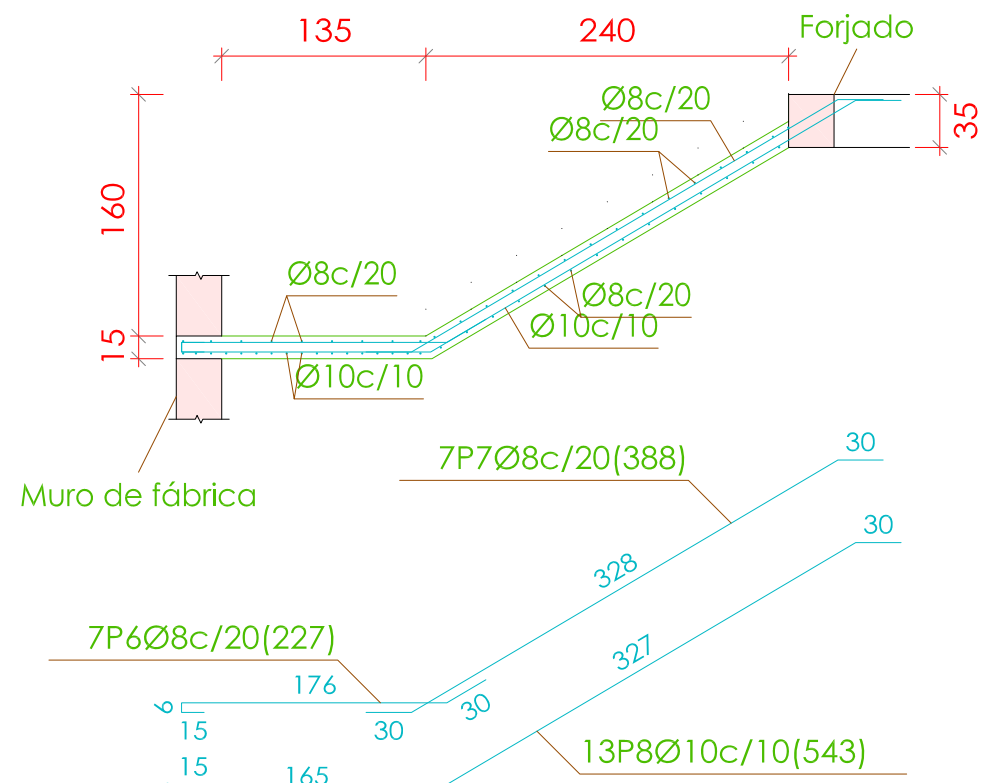 135
240
Forjado
Ø8c/20
Ø8c/20
35
160
Ø8c/20
Ø8c/20
15
Ø10c/10
Ø10c/10
7P7Ø8c/20(388)
30
Muro de fábrica
30
328
7P6Ø8c/20(227)
327
176
6
15
30
30
15
165
13P8Ø10c/10(543)